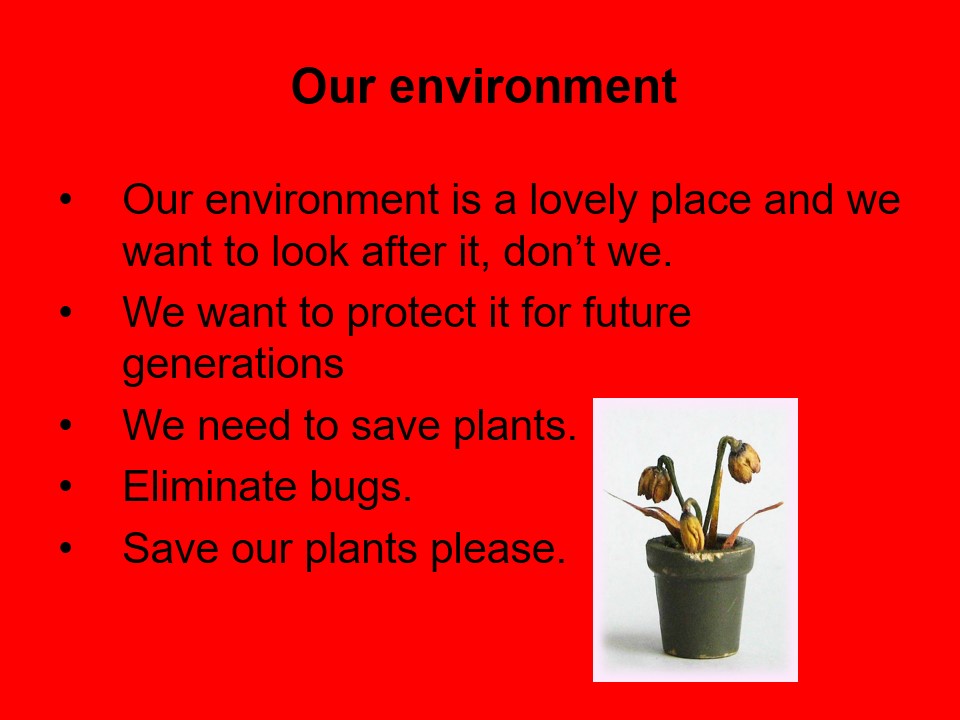 Our environment
• Our environment is a lovely place and we
want to look after it, don’t we.
• We want to protect it for future
generations
• We need to save plants.
• Eliminate bugs.
• Save our plants please.